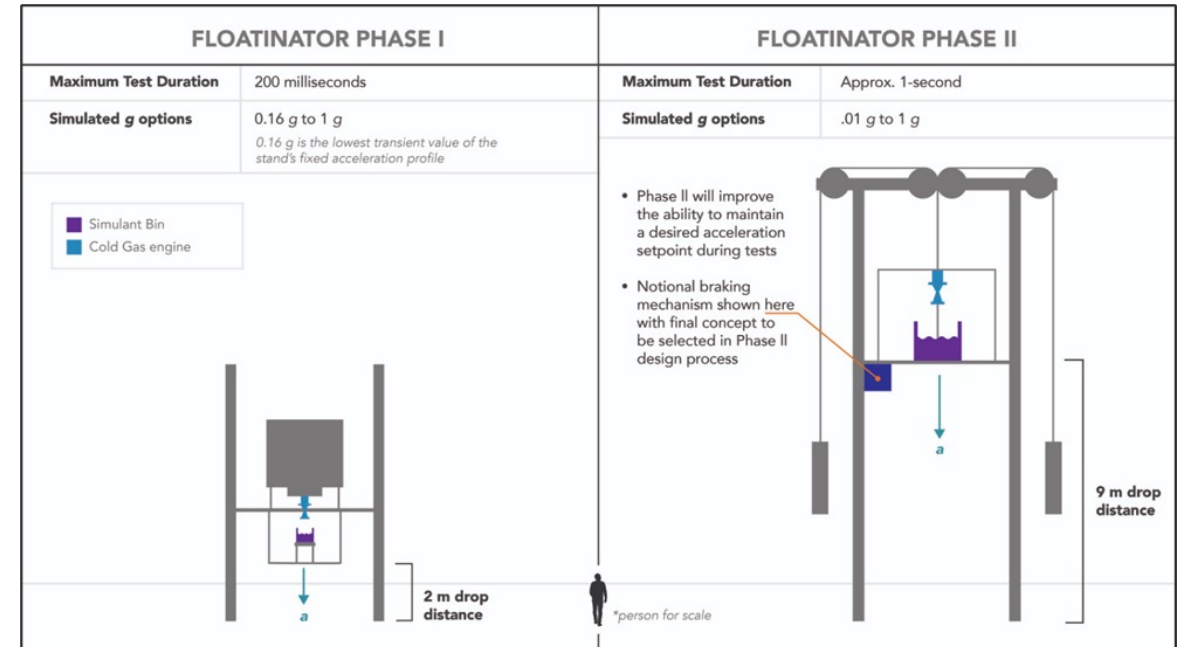 FLOATINATOR PHASE I
Maximum Test Duration
200 milliseconds
Simulated g options
0.16 g to 1 g
0.16 g is the lowest transient value of the
stand's fixed acceleration profile
Simulant Bin
Cold Gas engine
a
2 m drop
distance
FLOATINATOR PHASE II
Maximum Test Duration
Approx. 1-second
Simulated g options
.01 g to 1 g
• Phase II will improve
the ability to maintain
a desired acceleration
setpoint during tests
• Notional braking
mechanism shown here
with final concept to
be selected in Phase II
design process
a
9 m drop
distance
*person for scale